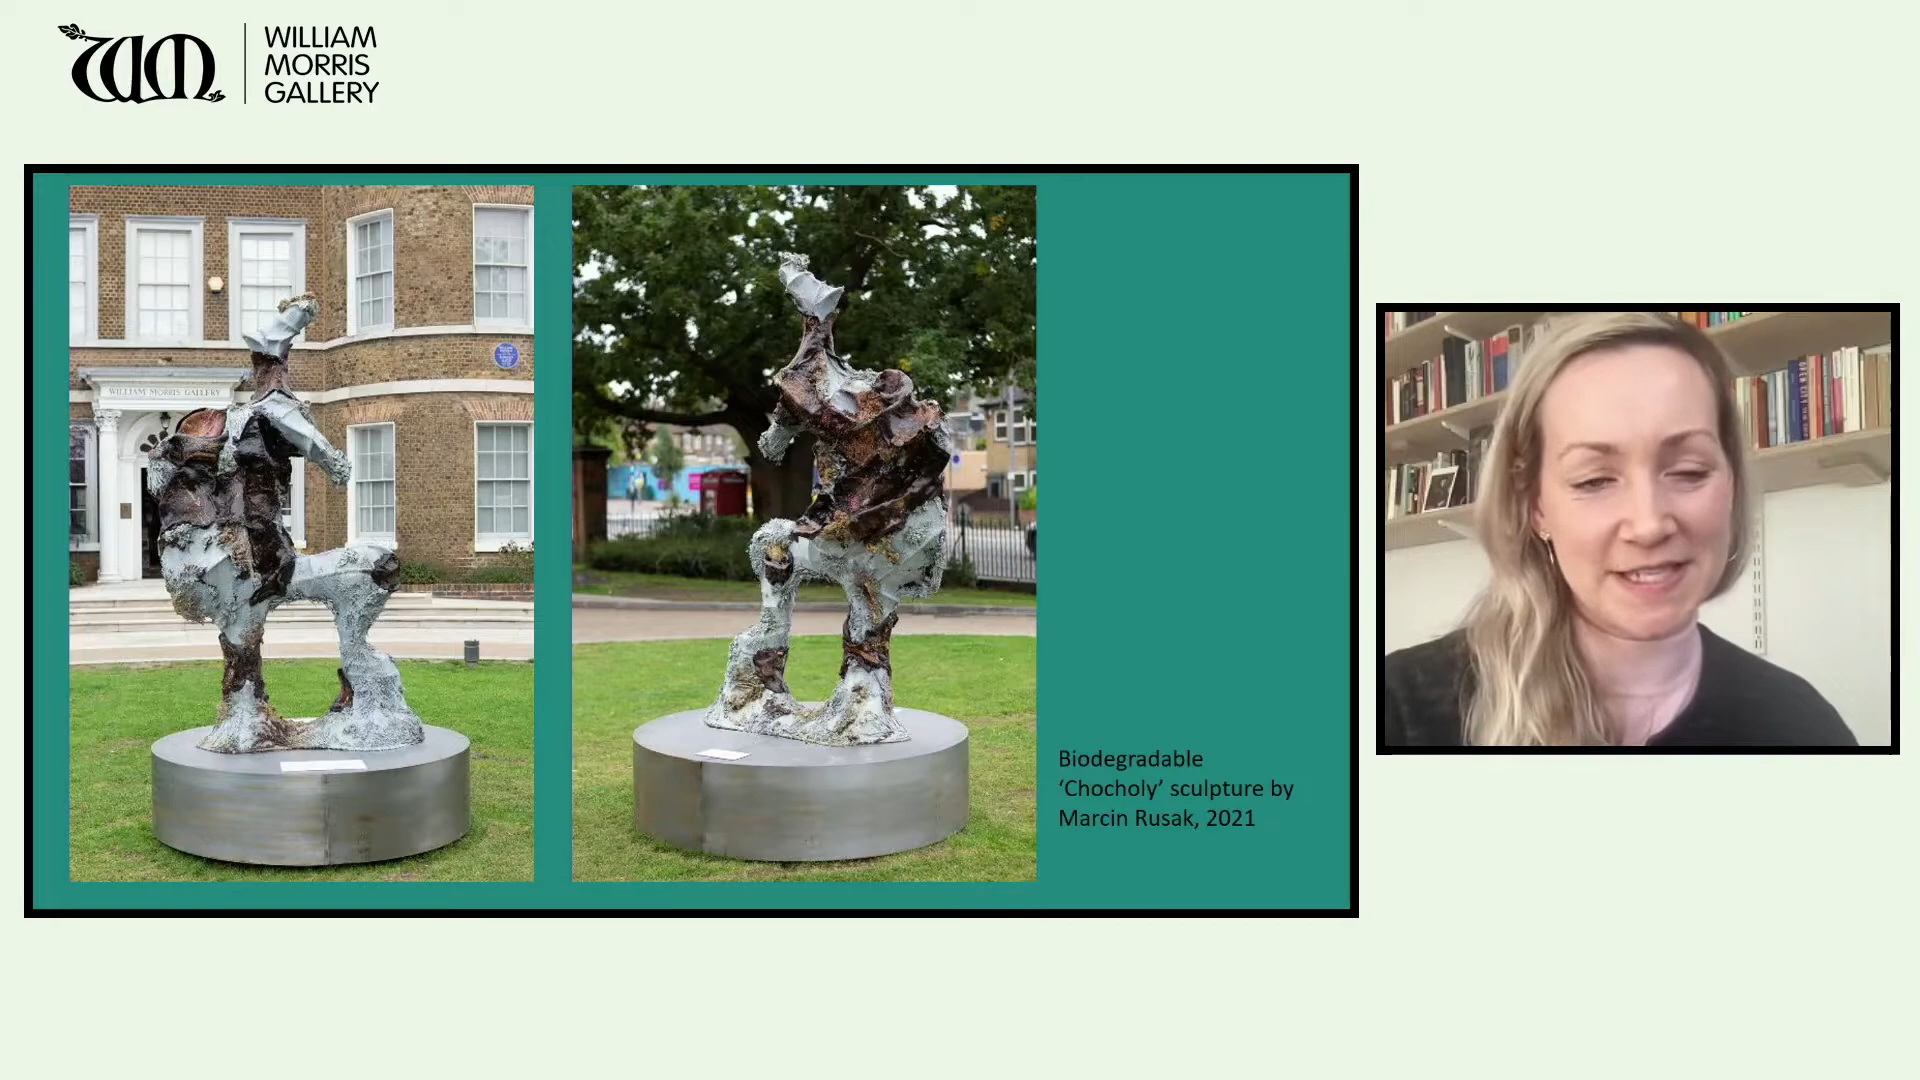 WILLIAM
MORRIS
GALLERY
WILLIAM MORRIS GALLERY
Biodegradable
‘Chocholy’ sculpture by
Marcin Rusak, 2021